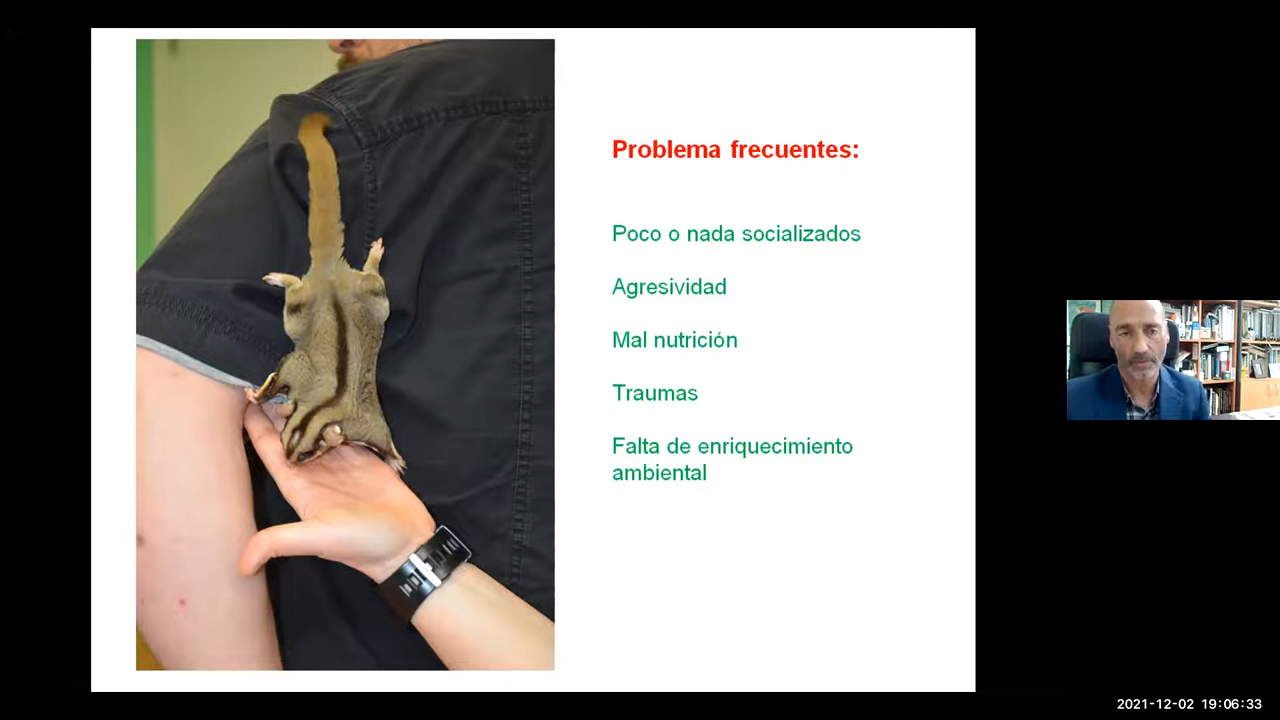 Problema frecuentes:
Poco o nada socializados
Agresividad
Mal nutrición
Traumas
Falta de enriquecimiento
ambiental
2021-12-02 19:06:33